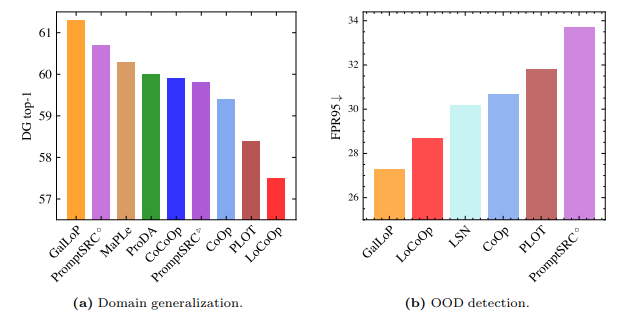 DG top-1
61
60
59
58
57
GalLoP
PromptSRC◦
MaPLe
ProDA
CoCoOp
PromptSRC▹
CoOp
PLOT
LoCoOp
(a) Domain generalization.
FPR95↓
34
32
30
28
26
GalLoP
LoCoOp
LSN
CoOp
PLOT
PromptSRC◦
(b) OOD detection.